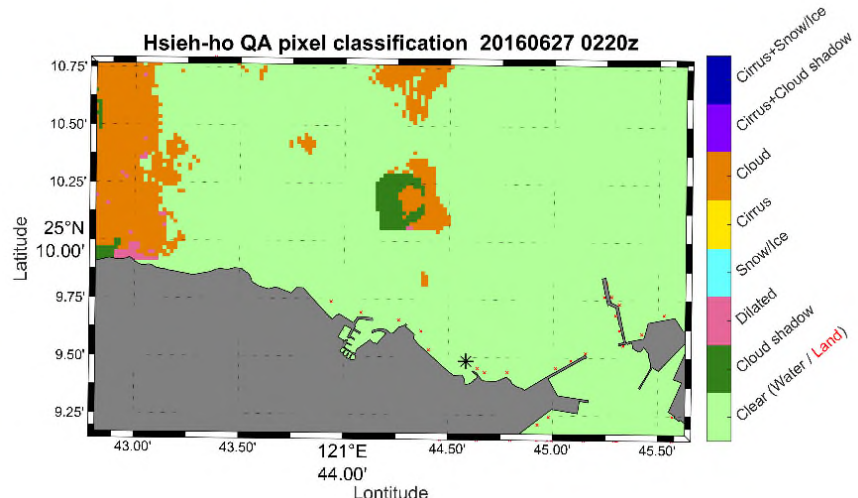 Hsieh-ho QA pixel classification 20160627 0220z
10.75'
10.50'
10.25'
25°N
10.00'
9.75'
9.50'
9.25'
Latitude
43.00'
43.50'
121°E
44.00'
44.50'
45.00'
45.50'
Lontitude
Cirrus+Snow/Ice
Cirrus+Cloud shadow
Cloud
Cirrus
Snow/Ice
Dilated
Cloud shadow
Clear (Water / Land)